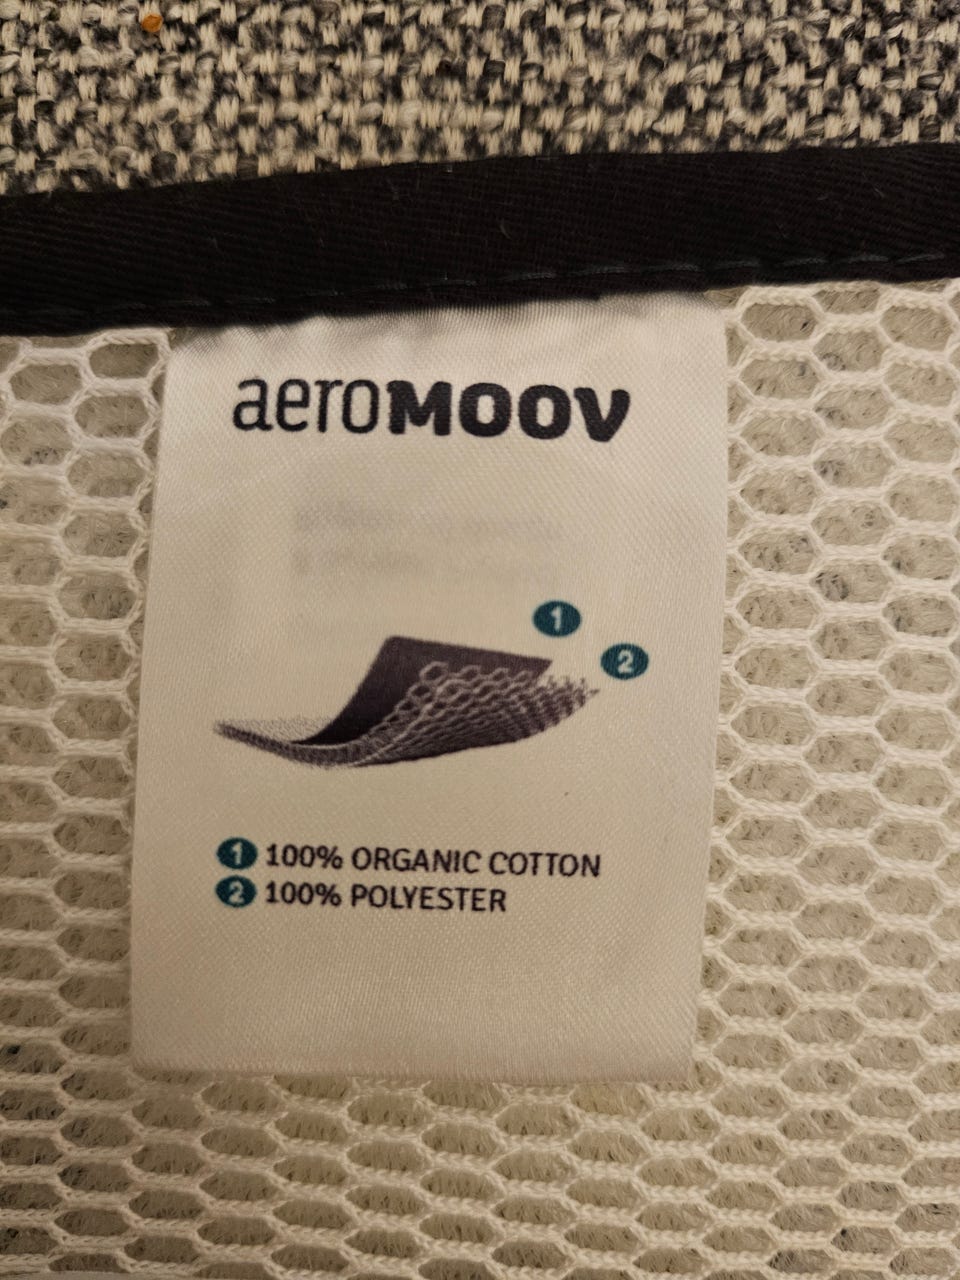 aeroMOOV
1
2
1 100% ORGANIC COTTON
2 100% POLYESTER